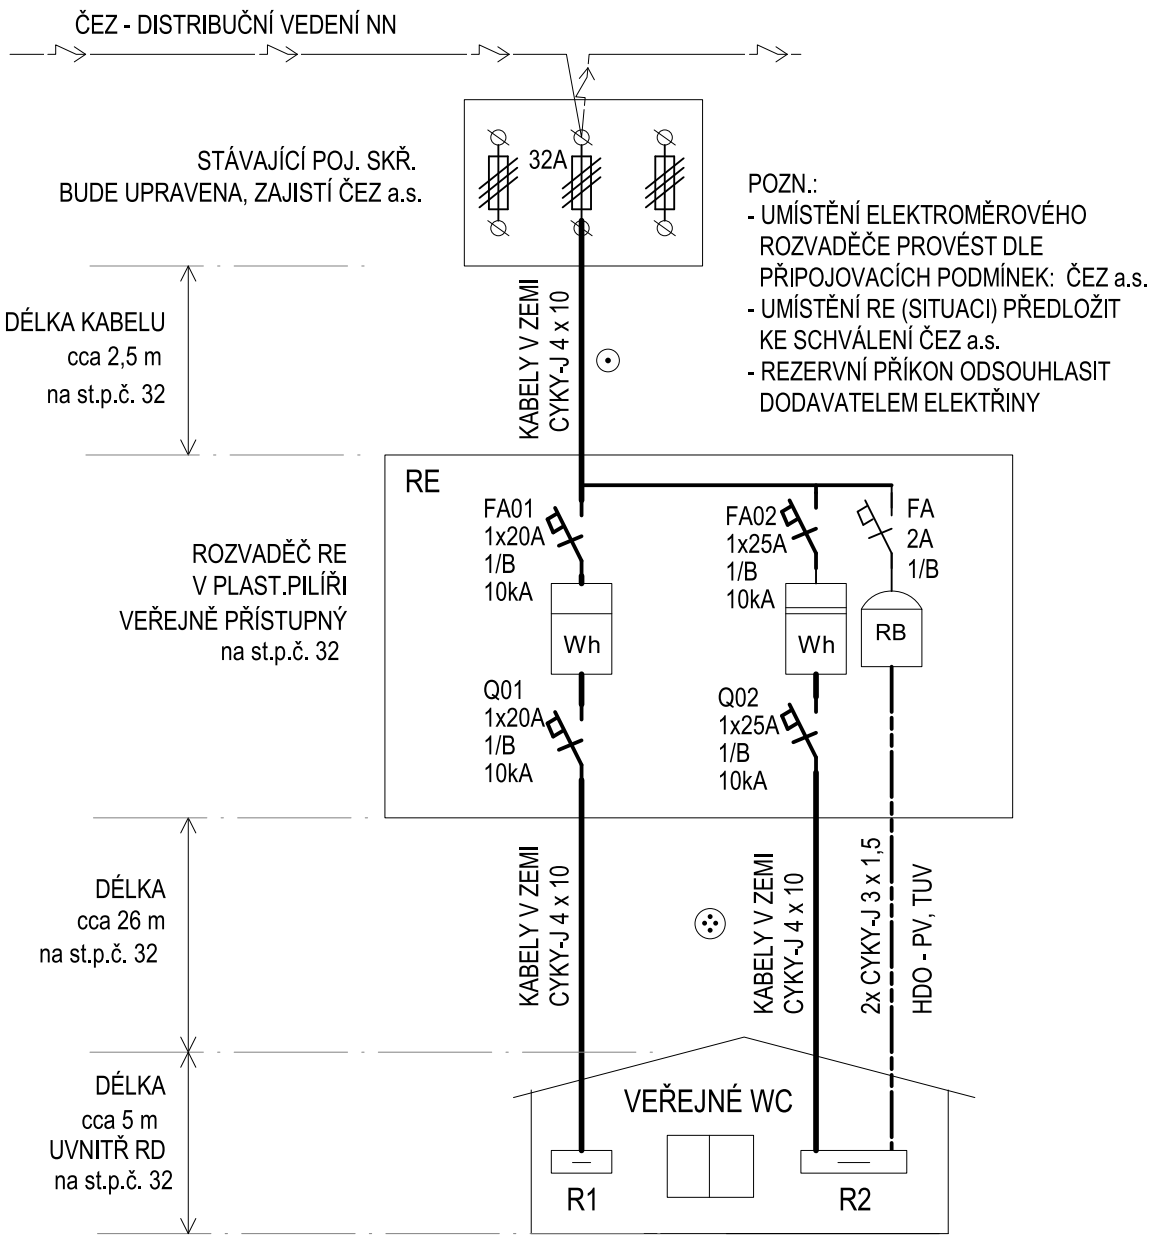 ČEZ - DISTRIBUČNÍ VEDENÍ NN
STÁVAJÍCÍ POJ. SKŘ.
BUDE UPRAVENA, ZAJISTÍ ČEZ a.s.
32A
POZN.:
- UMÍSTĚNÍ ELEKTROMĚROVÉHO
ROZVADĚČE PROVÉST DLE
PŘIPOJOVACÍCH PODMÍNEK: ČEZ a.s.
- UMÍSTĚNÍ RE (SITUACI) PŘEDLOŽIT
KE SCHVÁLENÍ ČEZ a.s.
- REZERVNÍ PŘÍKON ODSOUHLASIT
DODAVATELEM ELEKTŘINY
DÉLKA KABELU
cca 2,5 m
na st.p.č. 32
KABELY V ZEMI
CYKY-J 4 x 10
RE
FA01
1x20A
1/B
10kA
FA02
1x25A
1/B
10kA
FA
2A
1/B
ROZVADĚČ RE
V PLAST.PILÍŘI
VEŘEJNĚ PŘÍSTUPNÝ
na st.p.č. 32
Wh
Wh
RB
Q01
1x20A
1/B
10kA
Q02
1x25A
1/B
10kA
DÉLKA
cca 26 m
na st.p.č. 32
KABELY V ZEMI
CYKY-J 4 x 10
KABELY V ZEMI
CYKY-J 4 x 10
2x CYKY-J 3 x 1,5
HDO - PV, TUV
DÉLKA
cca 5 m
UVNITŘ RD
na st.p.č. 32
VEŘEJNÉ WC
R1
R2